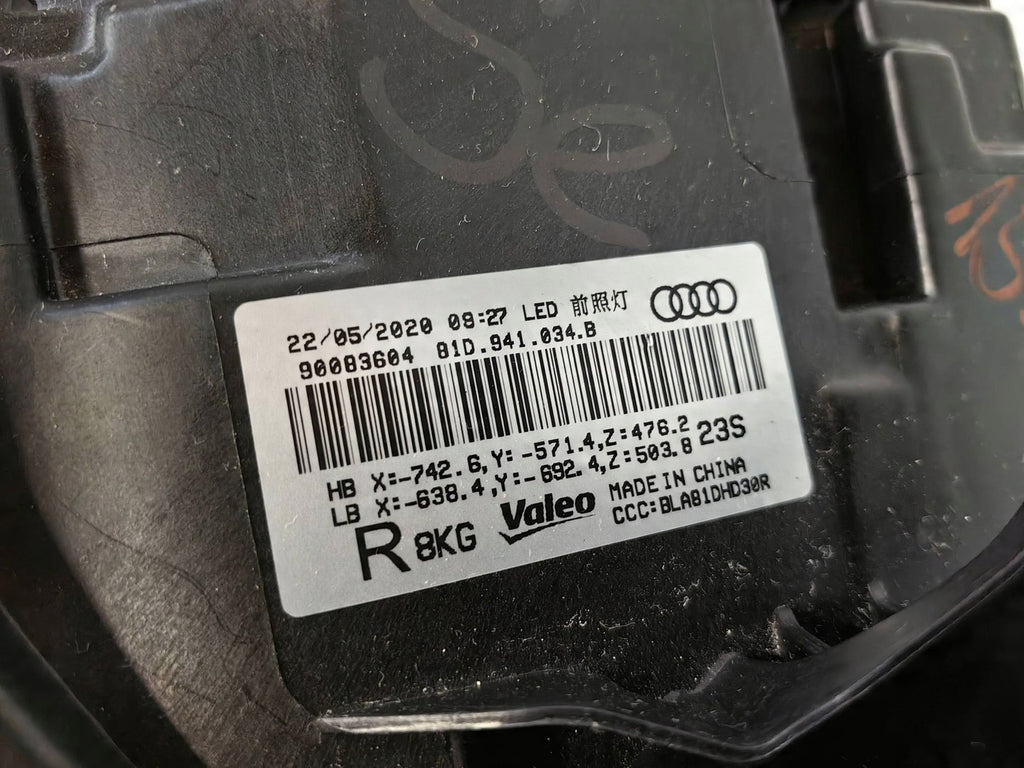 22/05/2020 09:27 LED 前照灯
90083604 81D.941.034.B
HB X:-742.6,Y:-571.4,Z:476.2
LB X:-638.4,Y:-692.4,Z:503.8
23S
R 8KG Valeo
MADE IN CHINA
CCC:BLA81DHD30R